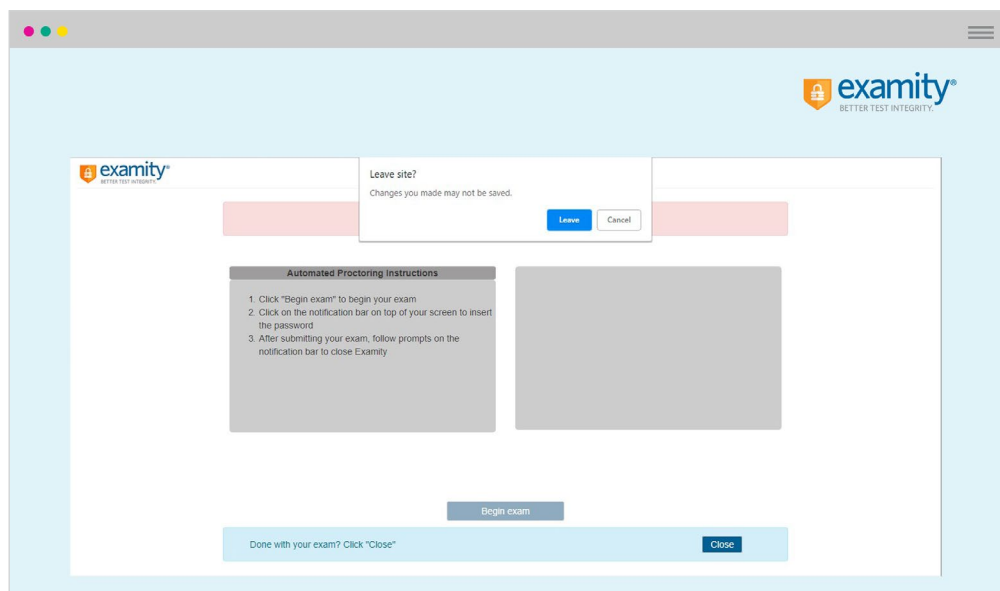 examity®
BETTER TEST INTEGRITY.
examity®
BETTER TEST INTEGRITY.
Leave site?
Changes you made may not be saved.
Leave Cancel
Automated Proctoring Instructions
1. Click "Begin exam" to begin your exam
2. Click on the notification bar on top of your screen to insert
the password
3. After submitting your exam, follow prompts on the
notification bar to close Examity
Begin exam
Done with your exam? Click "Close"
Close